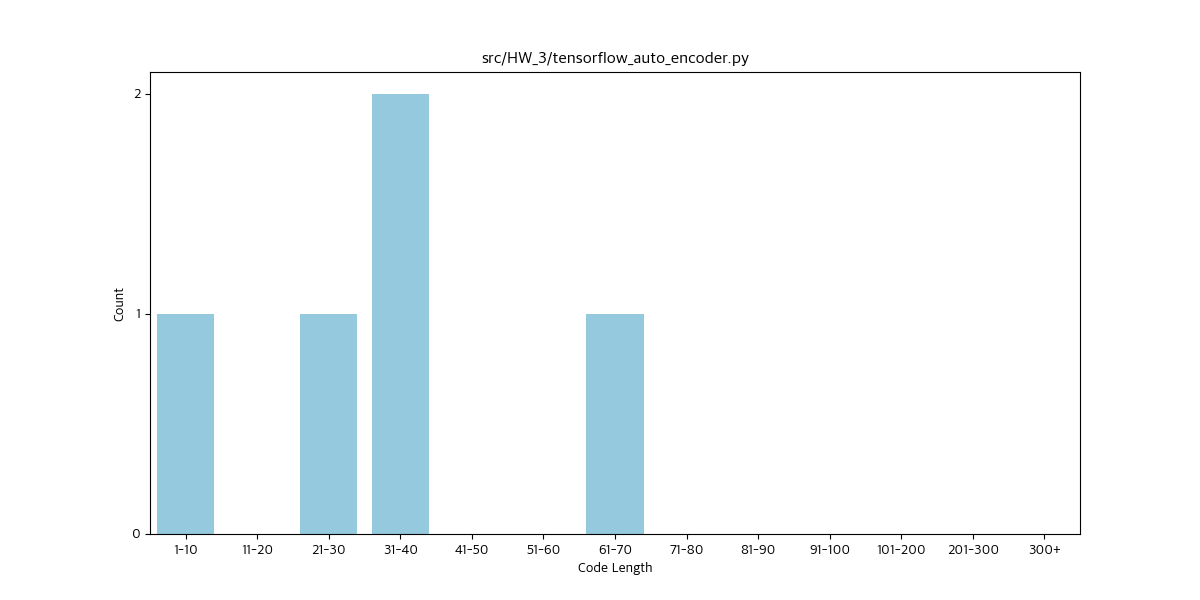 src/HW_3/tensorflow_auto_encoder.py
2
1
0
Count
1-10 11-20 21-30 31-40 41-50 51-60 61-70 71-80 81-90 91-100 101-200 201-300 300+
Code Length